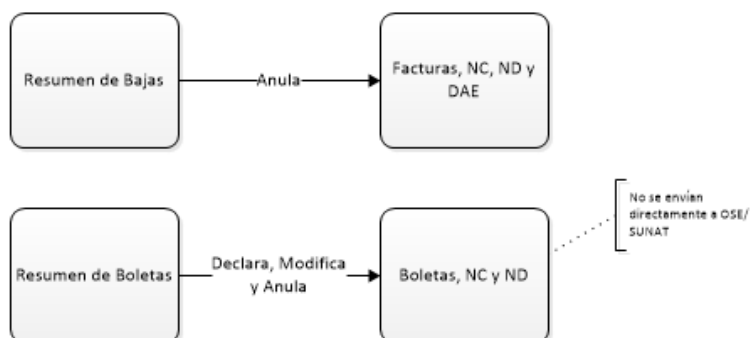 Resumen de Bajas
Anula
Facturas, NC, ND y
DAE
No se envían
directamente a OSE/
SUNAT
Resumen de Boletas
Declara, Modifica
y Anula
Boletas, NC y ND